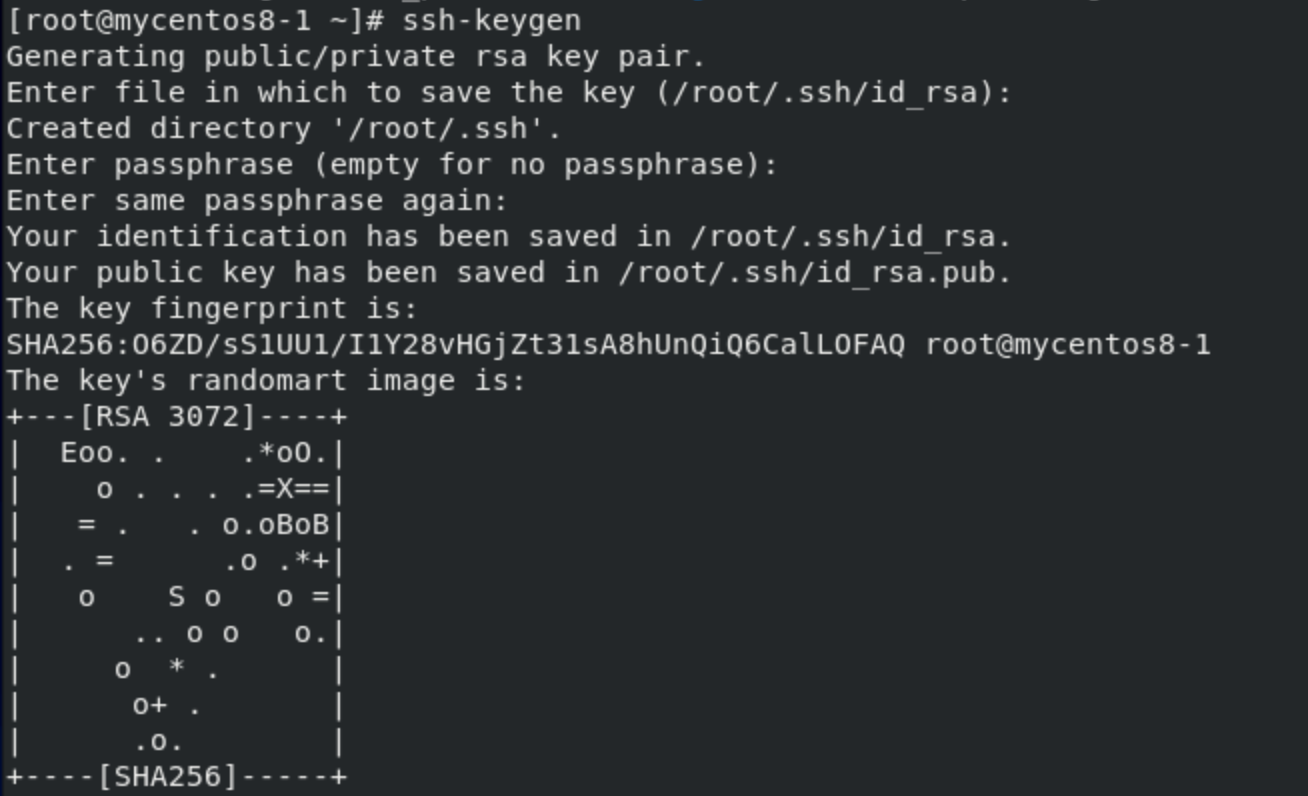 [root@mycentos8-1 ~]# ssh-keygen
Generating public/private rsa key pair.
Enter file in which to save the key (/root/.ssh/id_rsa):
Created directory '/root/.ssh'.
Enter passphrase (empty for no passphrase):
Enter same passphrase again:
Your identification has been saved in /root/.ssh/id_rsa.
Your public key has been saved in /root/.ssh/id_rsa.pub.
The key fingerprint is:
SHA256:O6ZD/sS1UU1/I1Y28vHGjZt31sA8hUnQiQ6CalLOFAQ root@mycentos8-1
The key's randomart image is:
+---[RSA 3072]----+
|  Eoo. .    .*oO.|
|    o . . . .=X==|
|   = .   . o.oBoB|
|  . =      .o .*+|
|   o    S o   o =|
|      .. o o   o.|
|     o  * .      |
|      o+ .       |
|      .o.        |
+----[SHA256]-----+